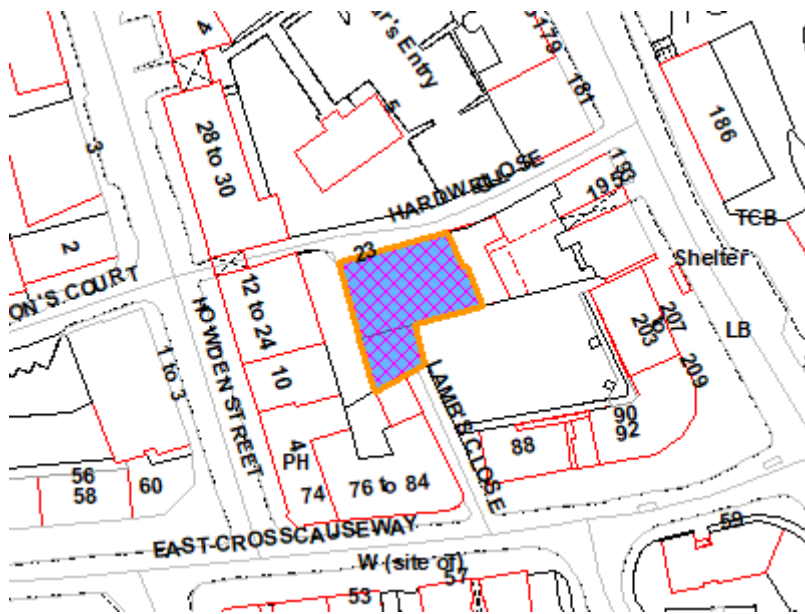 4
5
179
181
186
3
28 to 30
HARDWELL CLOSE
193
195
TCB
2
23
Shelter
ON'S COURT
12 to 24
HOWDEN STREET
207
203
LB
1 to 3
10
209
LAMB'S CLOSE
90
92
88
4
PH
56
58
60
74
76 to 84
EAST CROSSCAUSEWAY
59
W (site of)
57
53